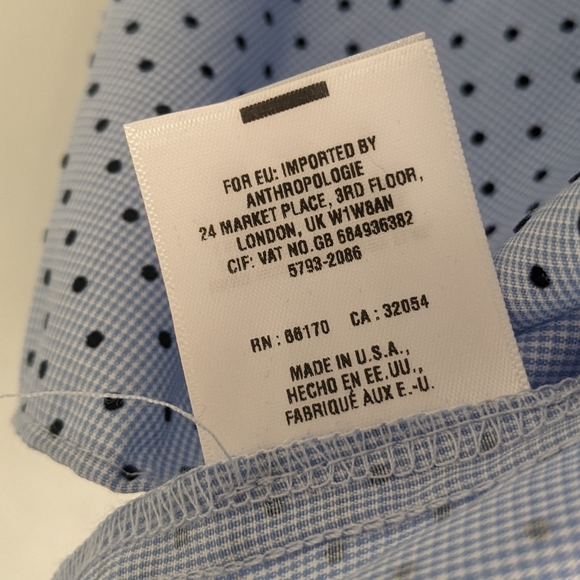 FOR EU: IMPORTED BY
ANTHROPOLOGIE
24 MARKET PLACE, 3RD FLOOR,
LONDON, UK W1W8AN
CIF: VAT NO.GB 684936382
5793-2086
RN : 66170 CA : 32054
MADE IN U.S.A.,
HECHO EN EE.UU.,
FABRIQUÉ AUX E.-U.